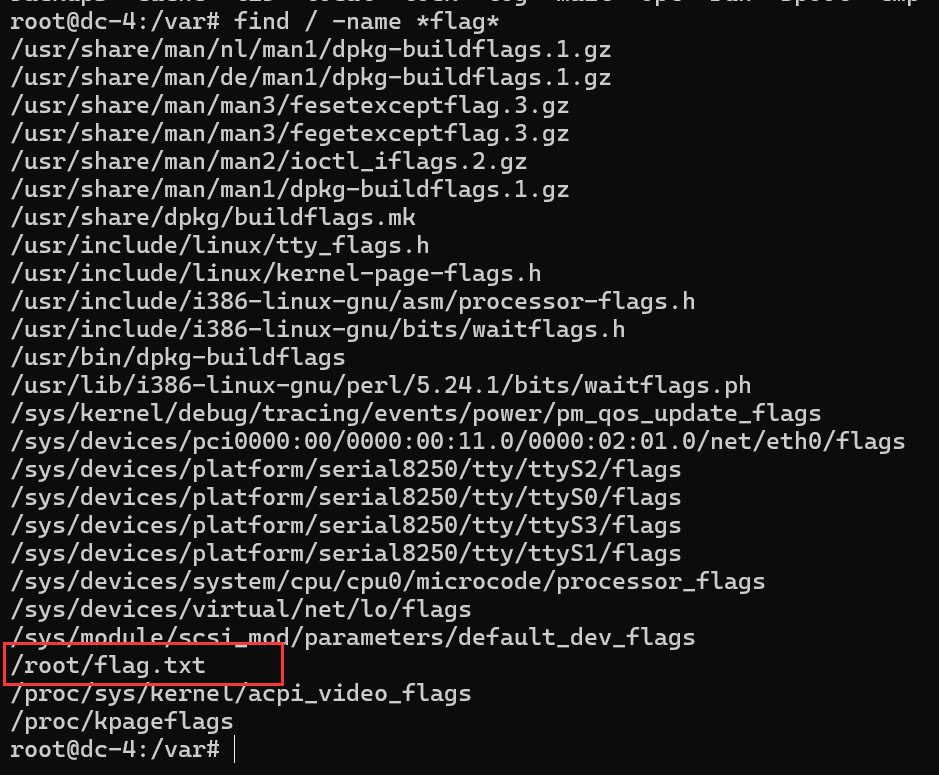 root@dc-4:/var# find / -name *flag*
/usr/share/man/nl/man1/dpkg-buildflags.1.gz
/usr/share/man/de/man1/dpkg-buildflags.1.gz
/usr/share/man/man3/fesetexceptflag.3.gz
/usr/share/man/man3/fegetexceptflag.3.gz
/usr/share/man/man2/ioctl_iflags.2.gz
/usr/share/man/man1/dpkg-buildflags.1.gz
/usr/share/dpkg/buildflags.mk
/usr/include/linux/tty_flags.h
/usr/include/linux/kernel-page-flags.h
/usr/include/i386-linux-gnu/asm/processor-flags.h
/usr/include/i386-linux-gnu/bits/waitflags.h
/usr/bin/dpkg-buildflags
/usr/lib/i386-linux-gnu/perl/5.24.1/bits/waitflags.ph
/sys/kernel/debug/tracing/events/power/pm_qos_update_flags
/sys/devices/pci0000:00/0000:00:11.0/0000:02:01.0/net/eth0/flags
/sys/devices/platform/serial8250/tty/ttyS2/flags
/sys/devices/platform/serial8250/tty/ttyS0/flags
/sys/devices/platform/serial8250/tty/ttyS3/flags
/sys/devices/platform/serial8250/tty/ttyS1/flags
/sys/devices/system/cpu/cpu0/microcode/processor_flags
/sys/devices/virtual/net/lo/flags
/sys/module/scsi_mod/parameters/default_dev_flags
/root/flag.txt
/proc/sys/kernel/acpi_video_flags
/proc/kpageflags
root@dc-4:/var#